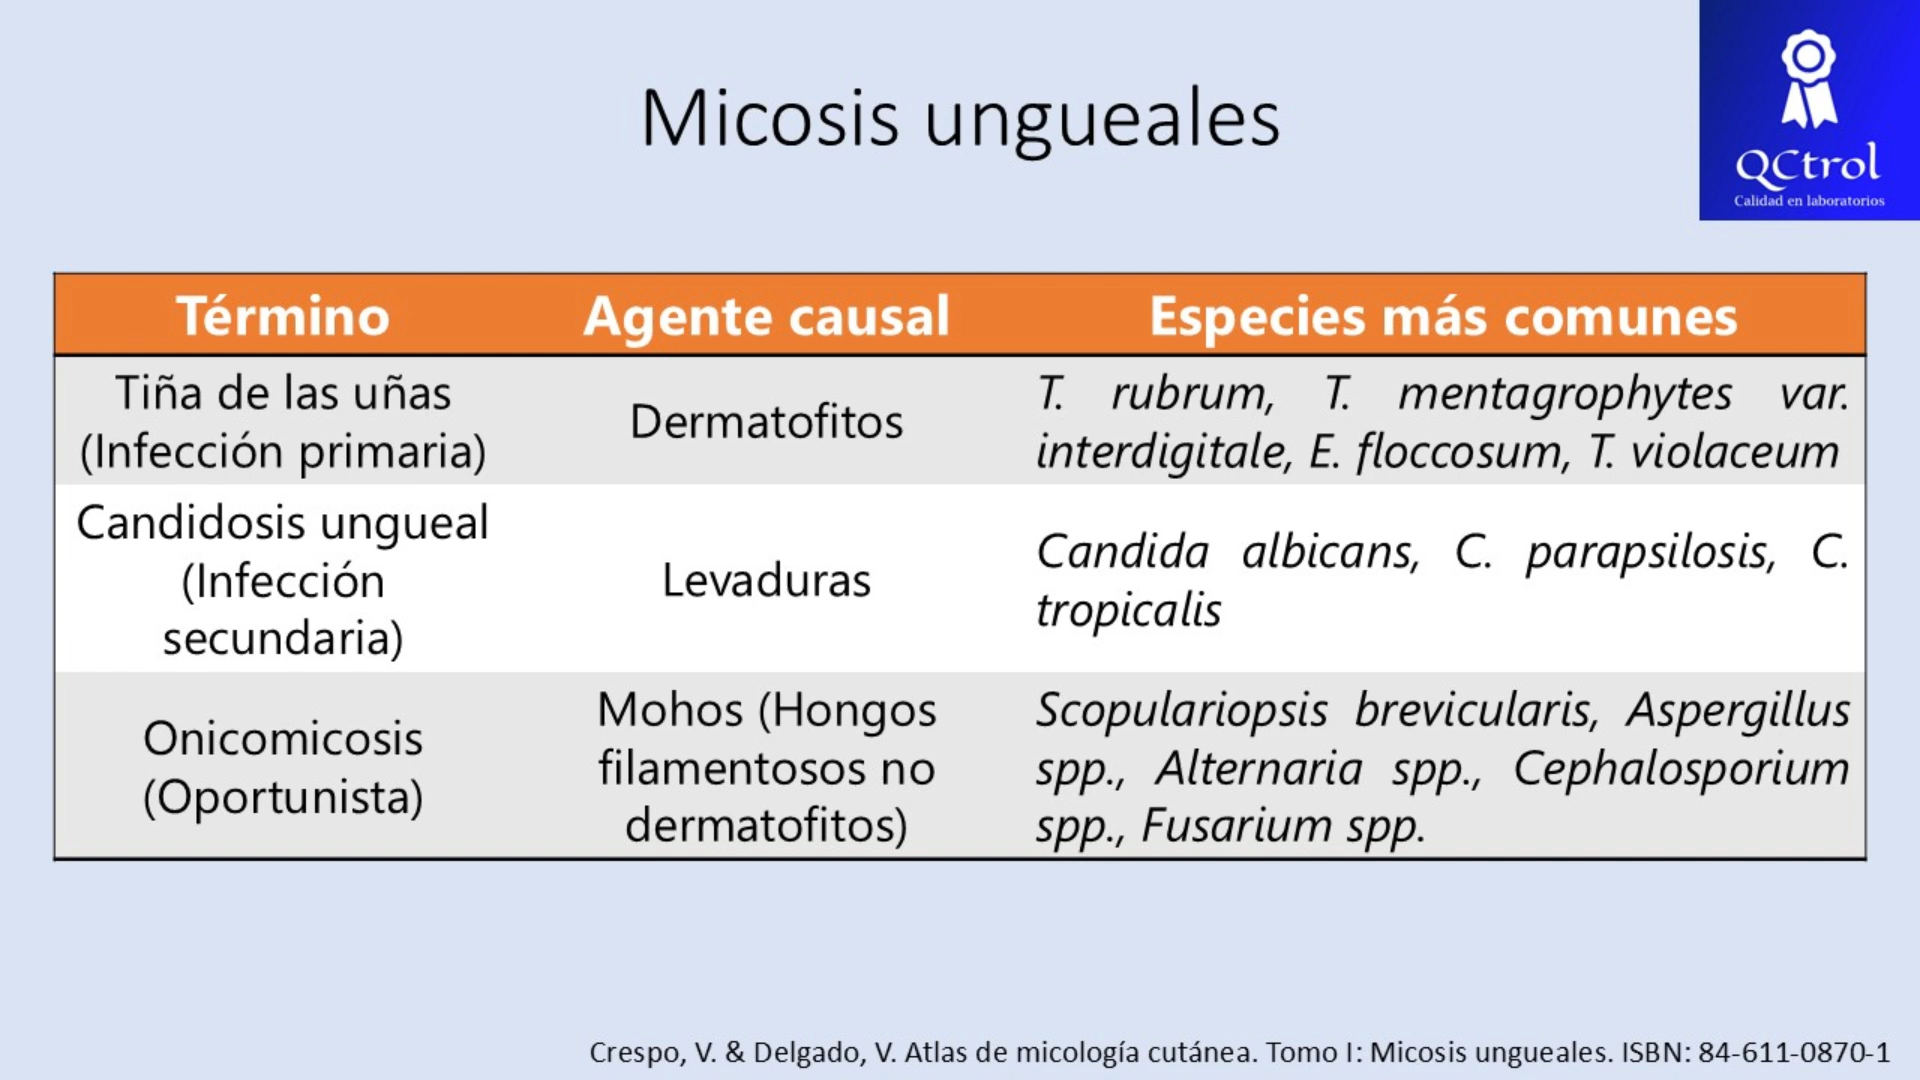 Micosis ungueales
QCtrol
Calidad en laboratorios
Término
Agente causal
Especies más comunes
Tiña de las uñas
(Infección primaria)
Dermatofitos
T. rubrum, T. mentagrophytes var.
interdigitale, E. floccosum, T. violaceum
Candidosis ungueal
(Infección
secundaria)
Levaduras
Candida albicans, C. parapsilosis, C.
tropicalis
Onicomicosis
(Oportunista)
Mohos (Hongos
filamentosos no
dermatofitos)
Scopulariopsis brevicularis, Aspergillus
spp., Alternaria spp., Cephalosporium
spp., Fusarium spp.
Crespo, V. & Delgado, V. Atlas de micología cutánea. Tomo I: Micosis ungueales. ISBN: 84-611-0870-1